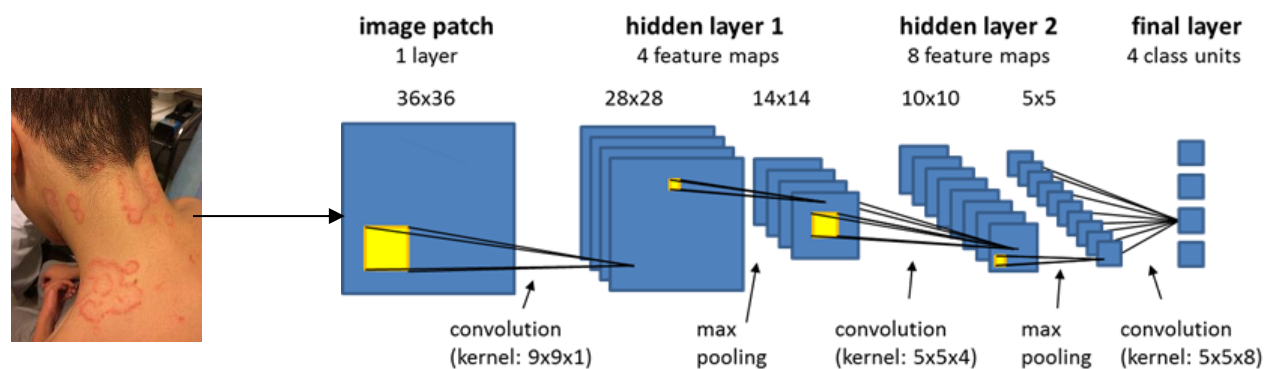 image patch
1 layer
36x36
hidden layer 1
4 feature maps
28x28
14x14
hidden layer 2
8 feature maps
10x10
5x5
final layer
4 class units
convolution
(kernel: 9x9x1)
max
pooling
convolution
(kernel: 5x5x4)
max
pooling
convolution
(kernel: 5x5x8)